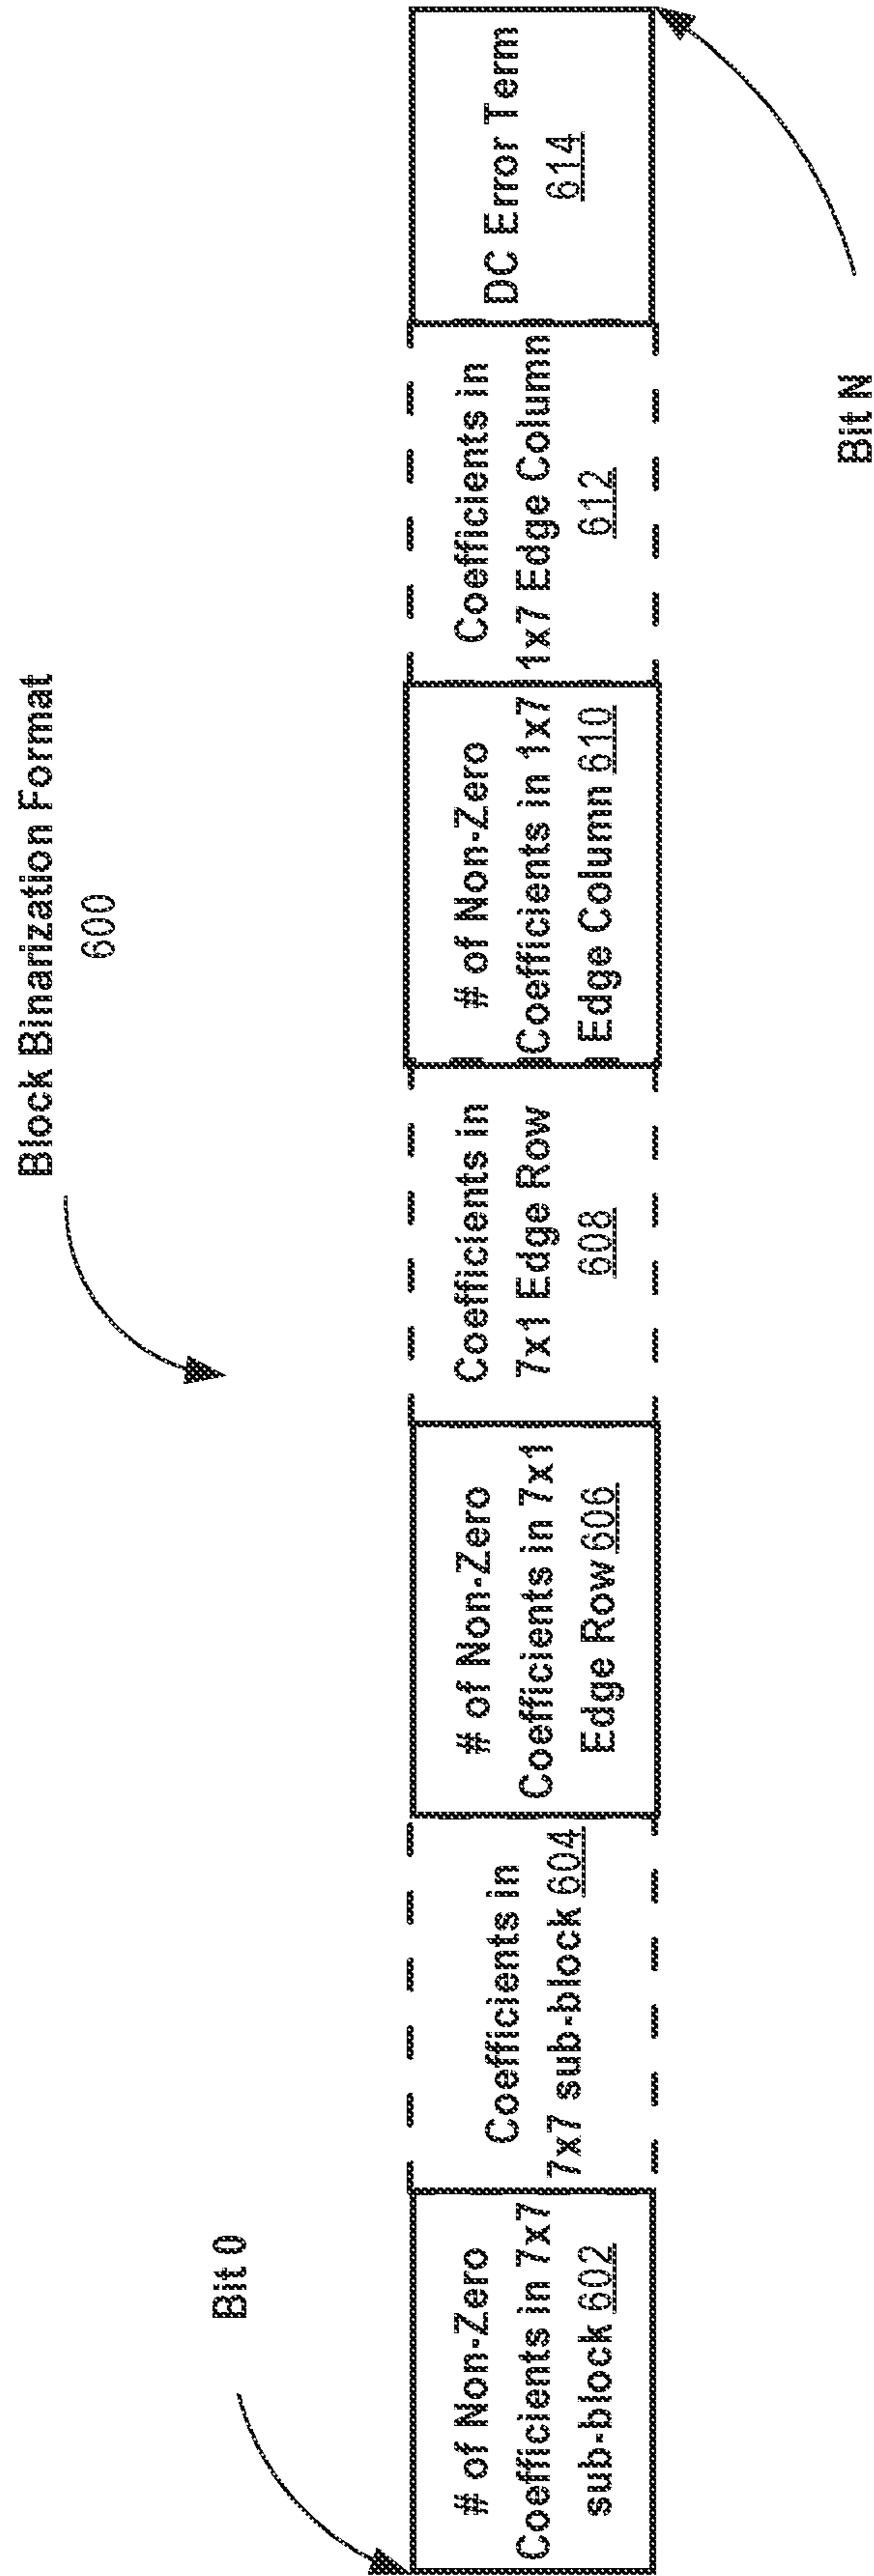 Block Binarization Format
600
Bit 0
# of Non-Zero
Coefficients in 7x7
sub-block 602
Coefficients in
7x7 sub-block 604
# of Non-Zero
Coefficients in 7x1
Edge Row 606
Coefficients in
7x1 Edge Row
608
# of Non-Zero
Coefficients in 1x7
Edge Column 610
Coefficients in
1x7 Edge Column
612
DC Error Term
614
Bit N